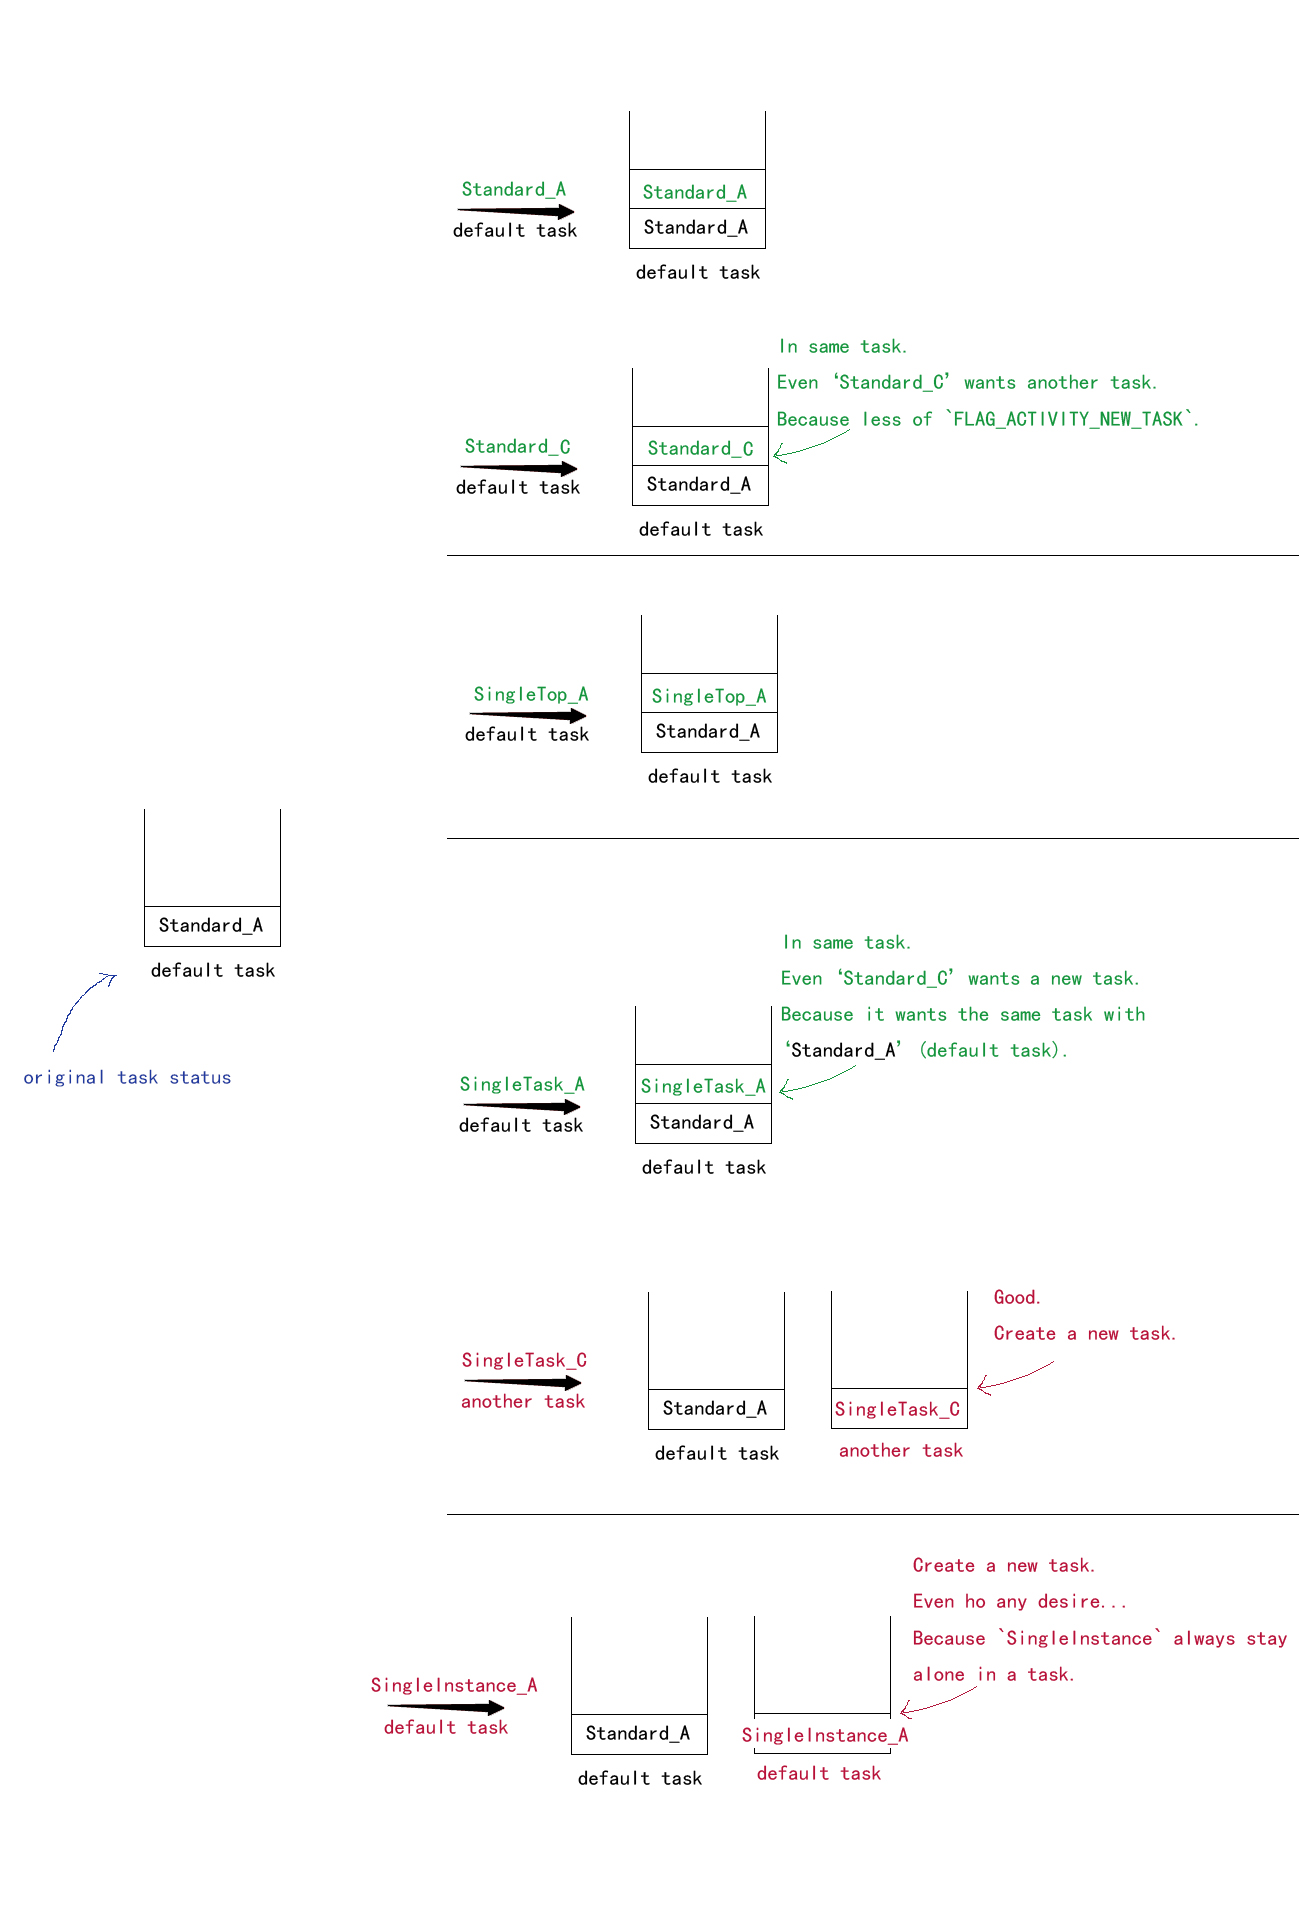 Standard_A
default task
Standard_A
Standard_A
default task
In same task.
Even ‘Standard_C’ wants another task.
Because less of `FLAG_ACTIVITY_NEW_TASK`.
Standard_C
default task
Standard_C
Standard_A
default task
SingleTop_A
default task
SingleTop_A
Standard_A
default task
Standard_A
default task
original task status
In same task.
Even ‘Standard_C’ wants a new task.
Because it wants the same task with
‘Standard_A’ (default task).
SingleTask_A
default task
SingleTask_A
Standard_A
default task
Good.
Create a new task.
SingleTask_C
another task
Standard_A
default task
SingleTask_C
another task
Create a new task.
Even ho any desire...
Because `SingleInstance` always stay
alone in a task.
SingleInstance_A
default task
Standard_A
default task
SingleInstance_A
default task